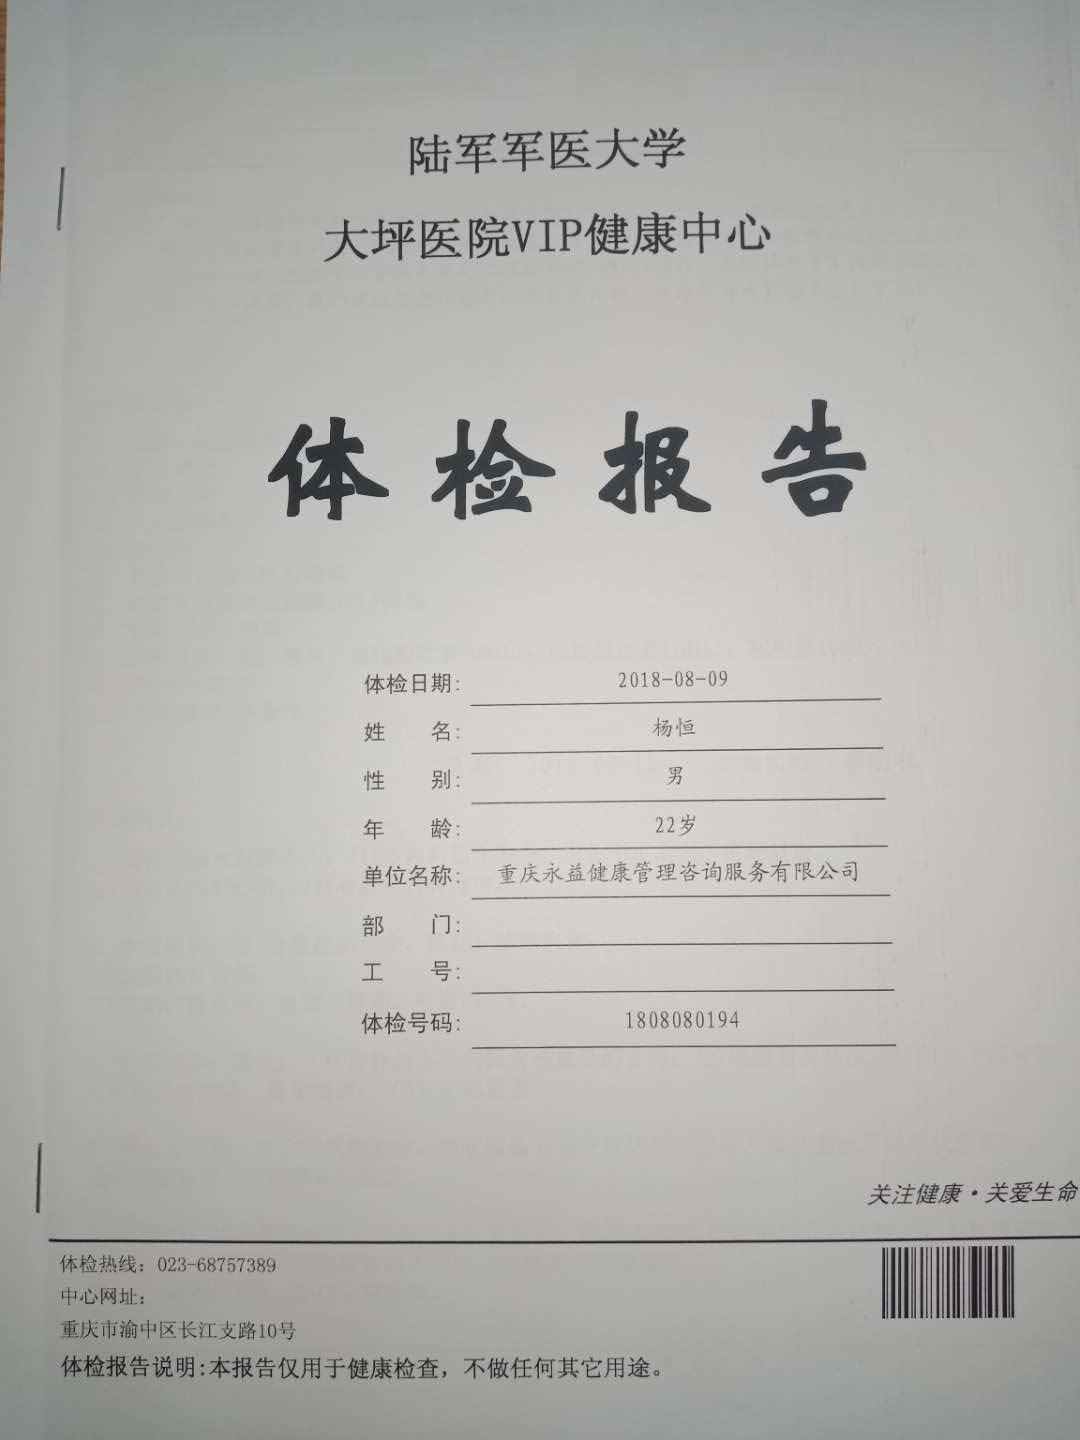 陆军军医大学
大坪医院VIP健康中心
体检报告
体检日期: 2018-08-09
姓 名: 杨恒
性 别: 男
年 龄: 22岁
单位名称: 重庆永益健康管理咨询服务有限公司
部 门:
工 号:
体检号码: 1808080194
关注健康·关爱生命
体检热线: 023-68757389
中心网址:
重庆市渝中区长江支路10号
体检报告说明:本报告仅用于健康检查，不做任何其它用途。